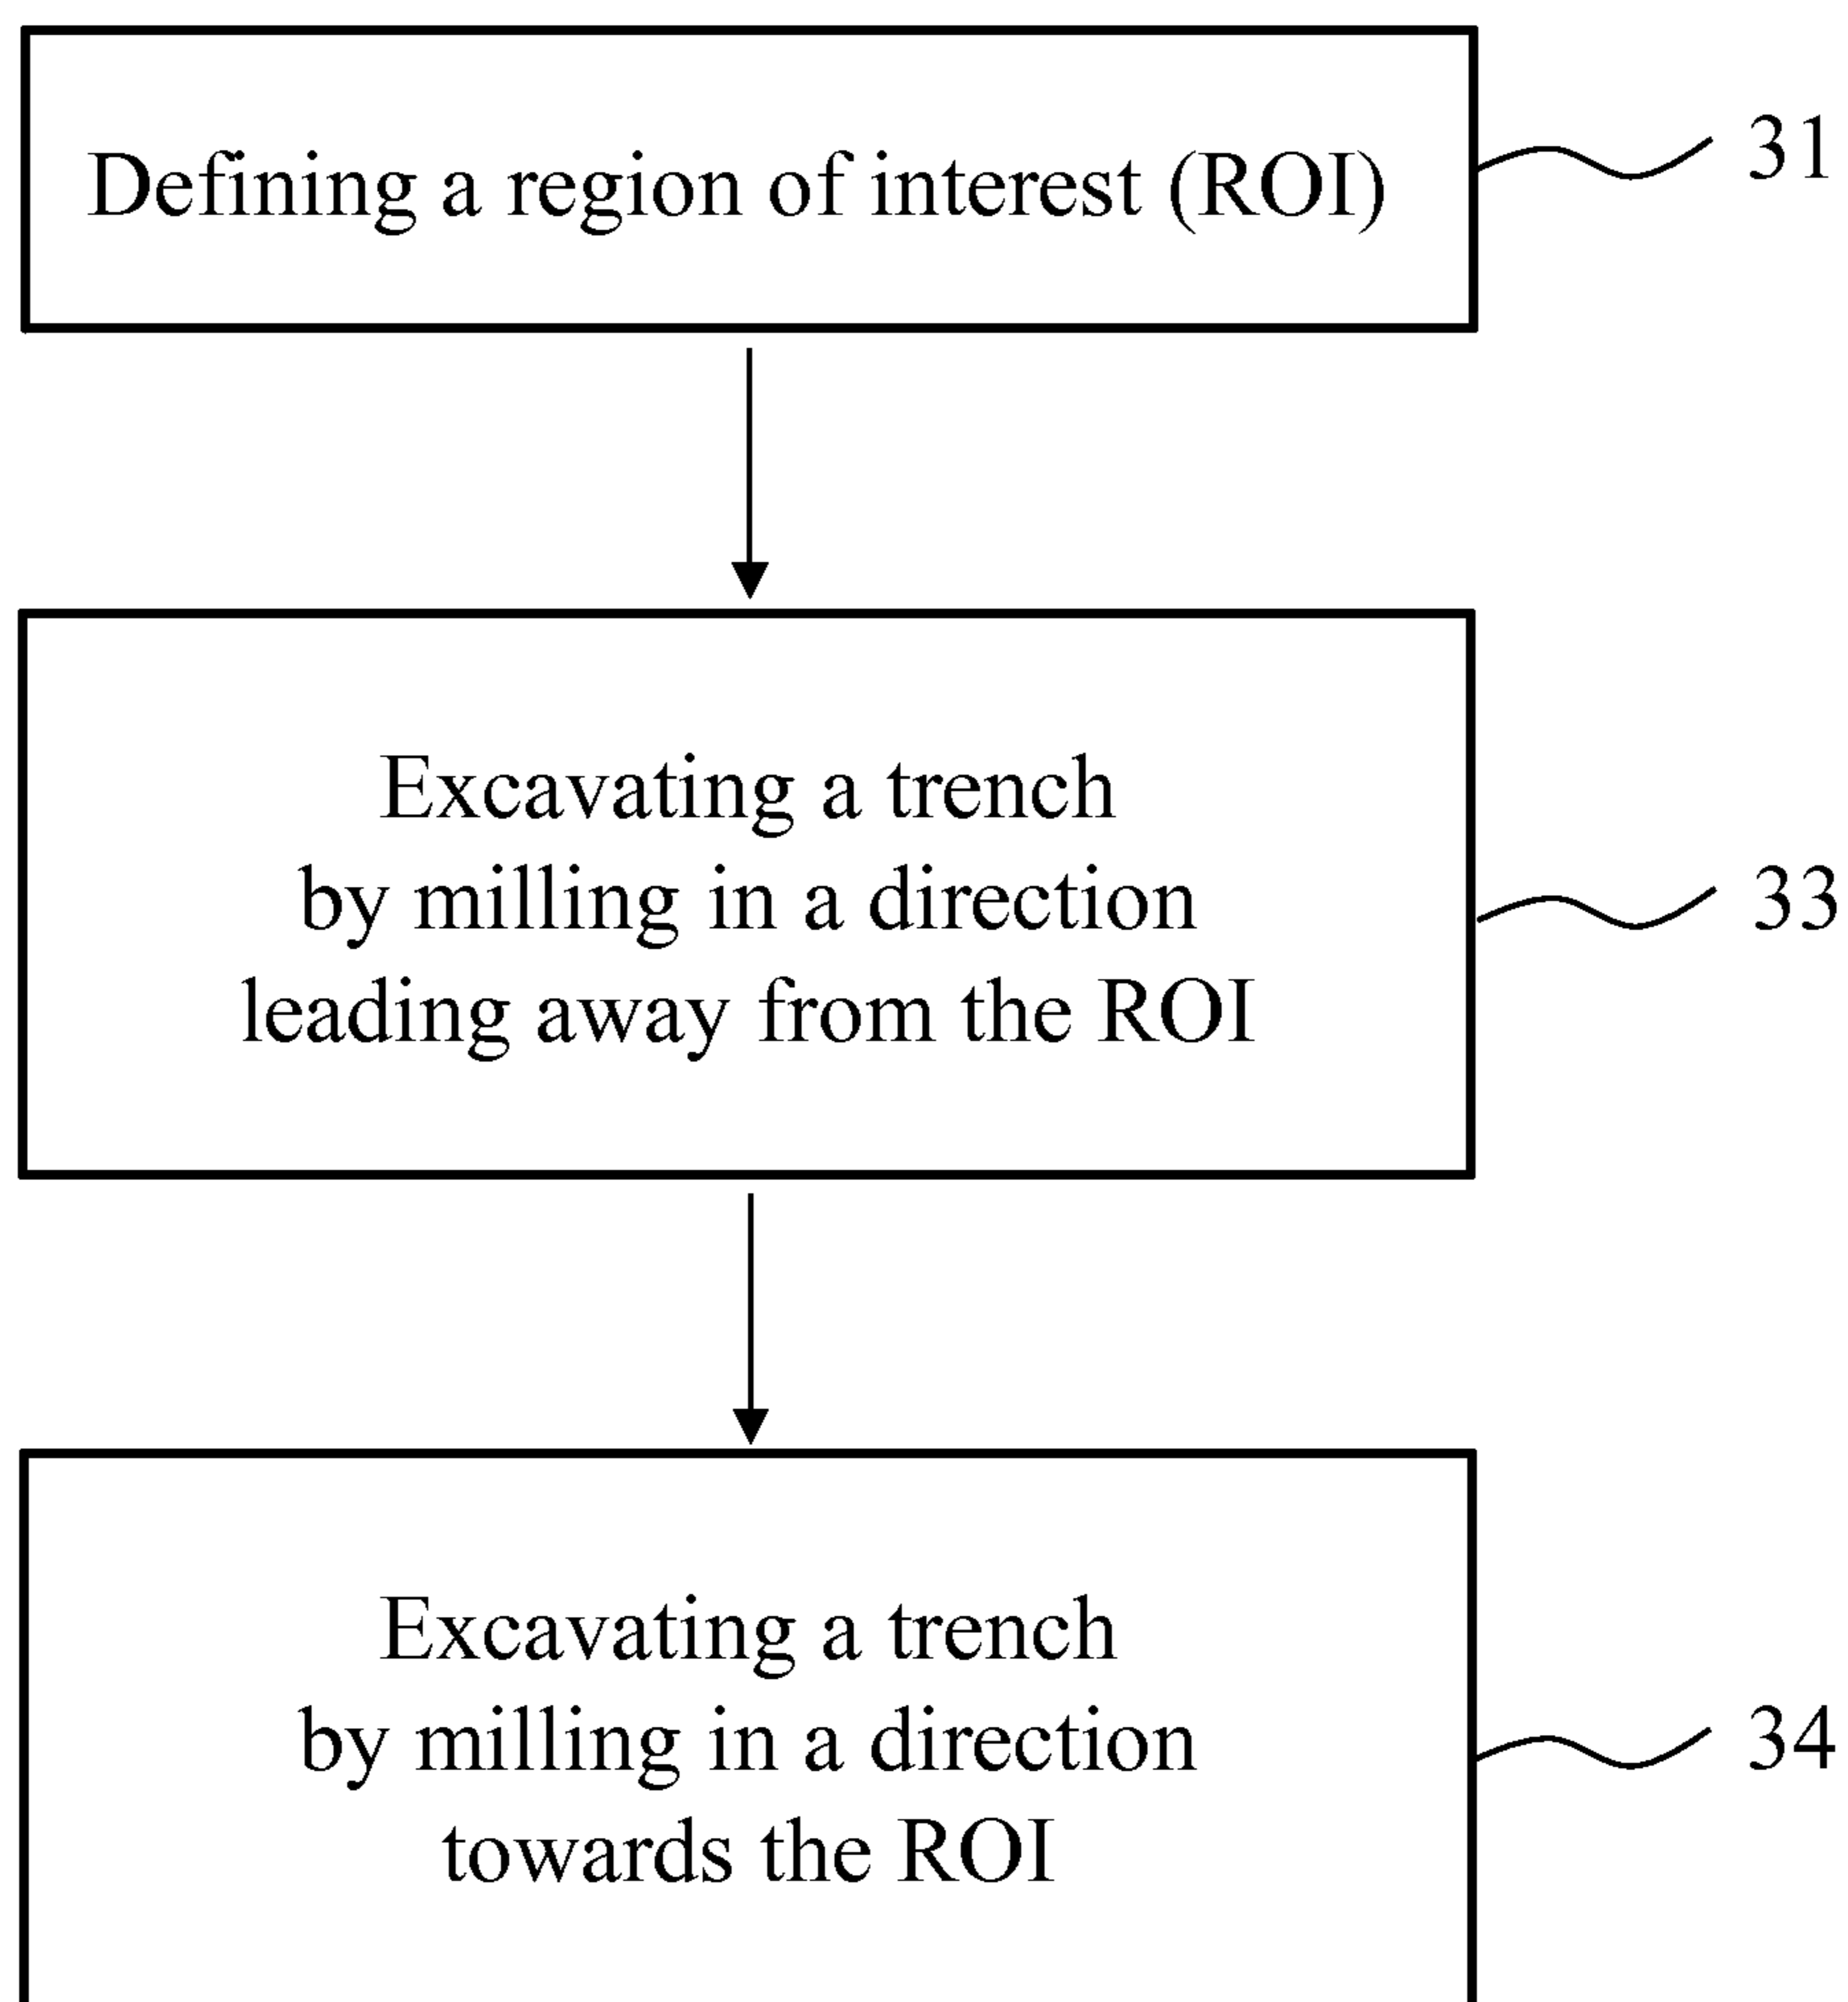 Defining a region of interest (ROI)
31
Excavating a trench
by milling in a direction
leading away from the ROI
33
Excavating a trench
by milling in a direction
towards the ROI
34